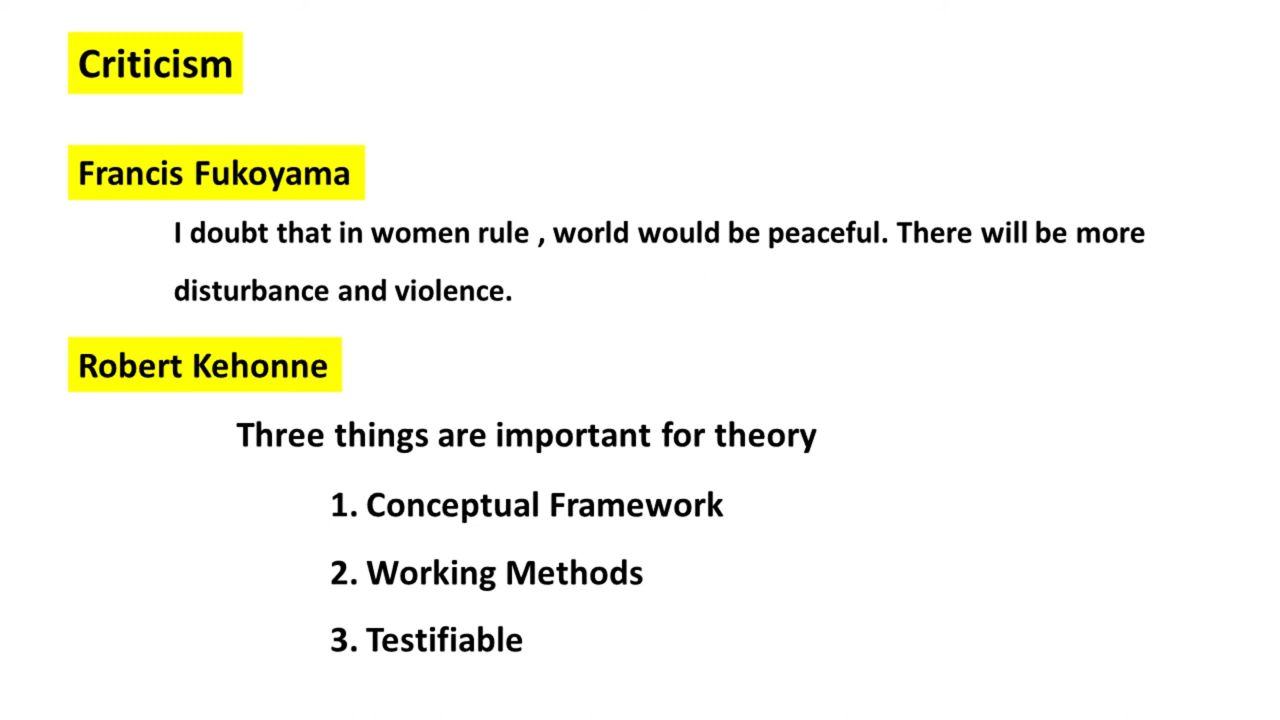 Criticism
Francis Fukoyama
I doubt that in women rule , world would be peaceful. There will be more
disturbance and violence.
Robert Kehonne
Three things are important for theory
1. Conceptual Framework
2. Working Methods
3. Testifiable